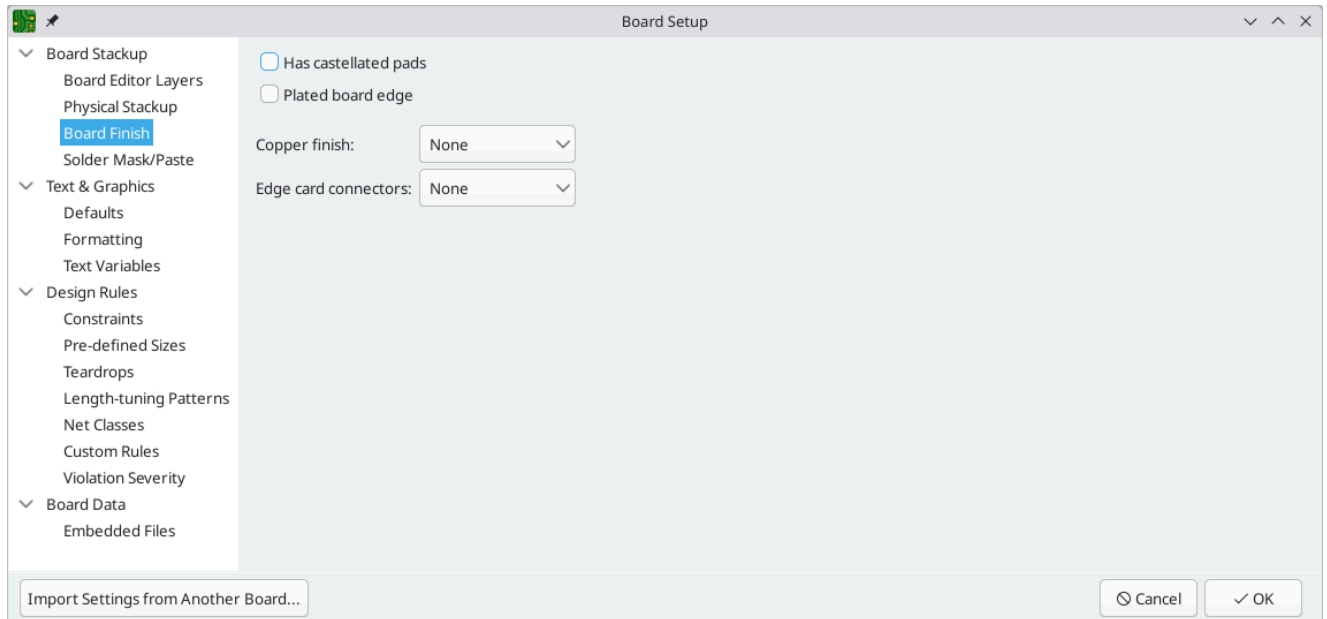 Board Setup
Board Stackup
Board Editor Layers
Physical Stackup
Board Finish
Solder Mask/Paste
Text & Graphics
Defaults
Formatting
Text Variables
Design Rules
Constraints
Pre-defined Sizes
Teardrops
Length-tuning Patterns
Net Classes
Custom Rules
Violation Severity
Board Data
Embedded Files
Has castellated pads
Plated board edge
Copper finish: None
Edge card connectors: None
Import Settings from Another Board...
Cancel
OK